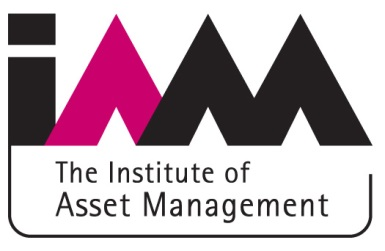 iAM
The Institute of
Asset Management